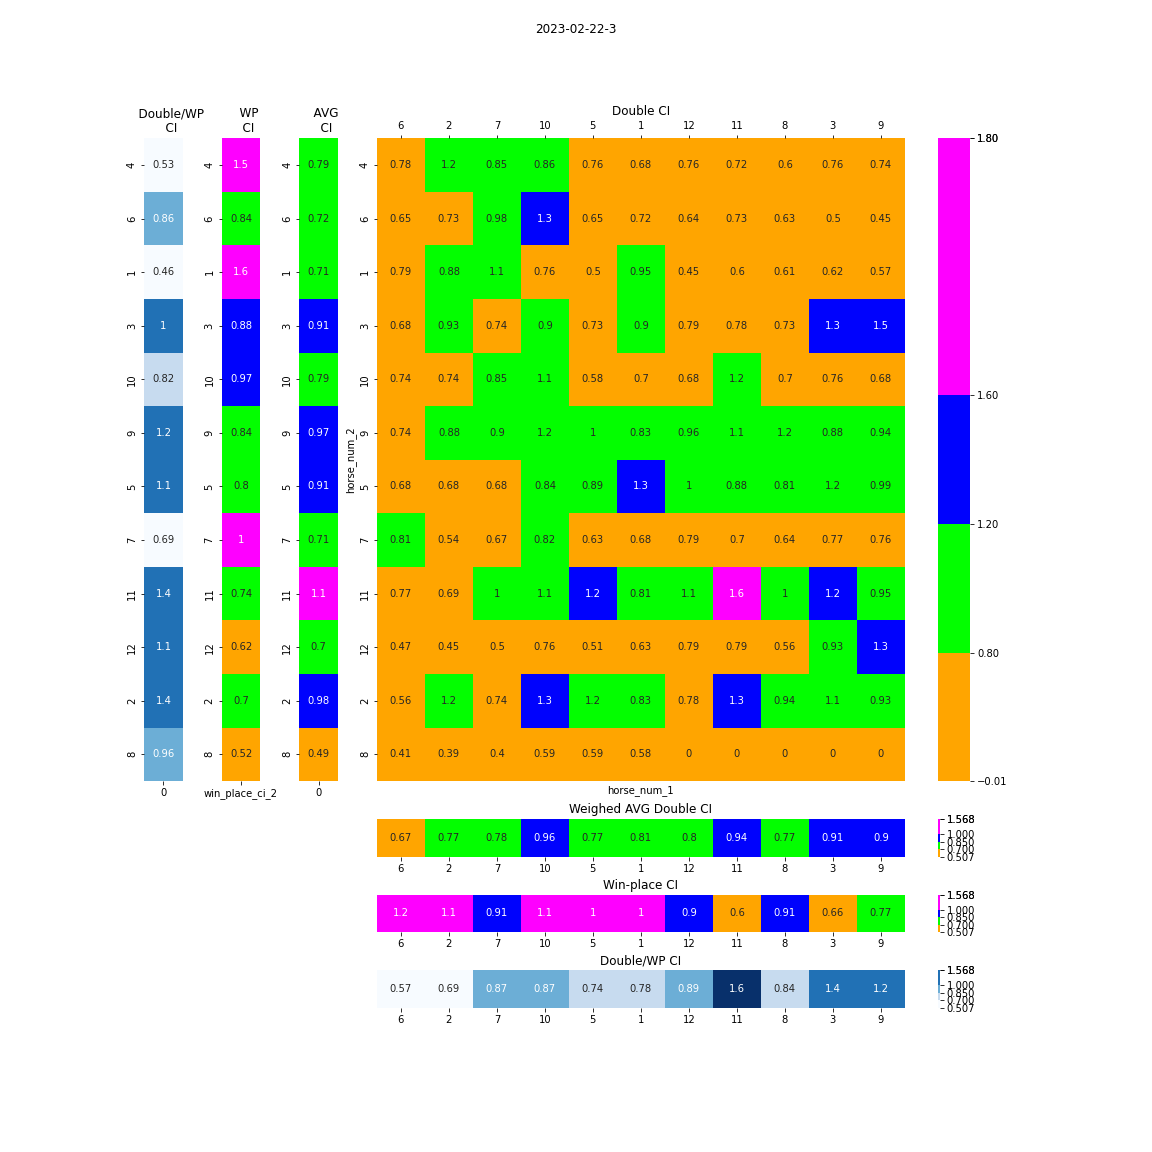 2023-02-22-3
Double/WP CI
WP CI
AVG CI
Double CI
6 2 7 10 5 1 12 11 8 3 9
4 0.53 4 1.5 4 0.79 4 0.78 1.2 0.85 0.86 0.76 0.68 0.76 0.72 0.6 0.76 0.74
6 0.86 6 0.84 6 0.72 6 0.65 0.73 0.98 1.3 0.65 0.72 0.64 0.73 0.63 0.5 0.45
1 0.46 1 1.6 1 0.71 1 0.79 0.88 1.1 0.76 0.5 0.95 0.45 0.6 0.61 0.62 0.57
3 1 3 0.88 3 0.91 3 0.68 0.93 0.74 0.9 0.73 0.9 0.79 0.78 0.73 1.3 1.5
10 0.82 10 0.97 10 0.79 10 0.74 0.74 0.85 1.1 0.58 0.7 0.68 1.2 0.7 0.76 0.68
9 1.2 9 0.84 9 0.97 9 0.74 0.88 0.9 1.2 1 0.83 0.96 1.1 1.2 0.88 0.94
horse_num_2
5 1.1 5 0.8 5 0.91 5 0.68 0.68 0.68 0.84 0.89 1.3 1 0.88 0.81 1.2 0.99
7 0.69 7 1 7 0.71 7 0.81 0.54 0.67 0.82 0.63 0.68 0.79 0.7 0.64 0.77 0.76
11 1.4 11 0.74 11 1.1 11 0.77 0.69 1 1.1 1.2 0.81 1.1 1.6 1 1.2 0.95
12 1.1 12 0.62 12 0.7 12 0.47 0.45 0.5 0.76 0.51 0.63 0.79 0.79 0.56 0.93 1.3
2 1.4 2 0.7 2 0.98 2 0.56 1.2 0.74 1.3 1.2 0.83 0.78 1.3 0.94 1.1 0.93
8 0.96 8 0.52 8 0.49 8 0.41 0.39 0.4 0.59 0.59 0.58 0 0 0 0 0
0 win_place_ci_2 0 horse_num_1
1.80
1.60
1.20
0.80
−0.01
Weighed AVG Double CI
0.67 0.77 0.78 0.96 0.77 0.81 0.8 0.94 0.77 0.91 0.9
6 2 7 10 5 1 12 11 8 3 9
1.568
1.000
0.850
0.700
0.507
Win-place CI
1.2 1.1 0.91 1.1 1 1 0.9 0.6 0.91 0.66 0.77
6 2 7 10 5 1 12 11 8 3 9
1.568
1.000
0.850
0.700
0.507
Double/WP CI
0.57 0.69 0.87 0.87 0.74 0.78 0.89 1.6 0.84 1.4 1.2
6 2 7 10 5 1 12 11 8 3 9
1.568
1.000
0.850
0.700
0.507